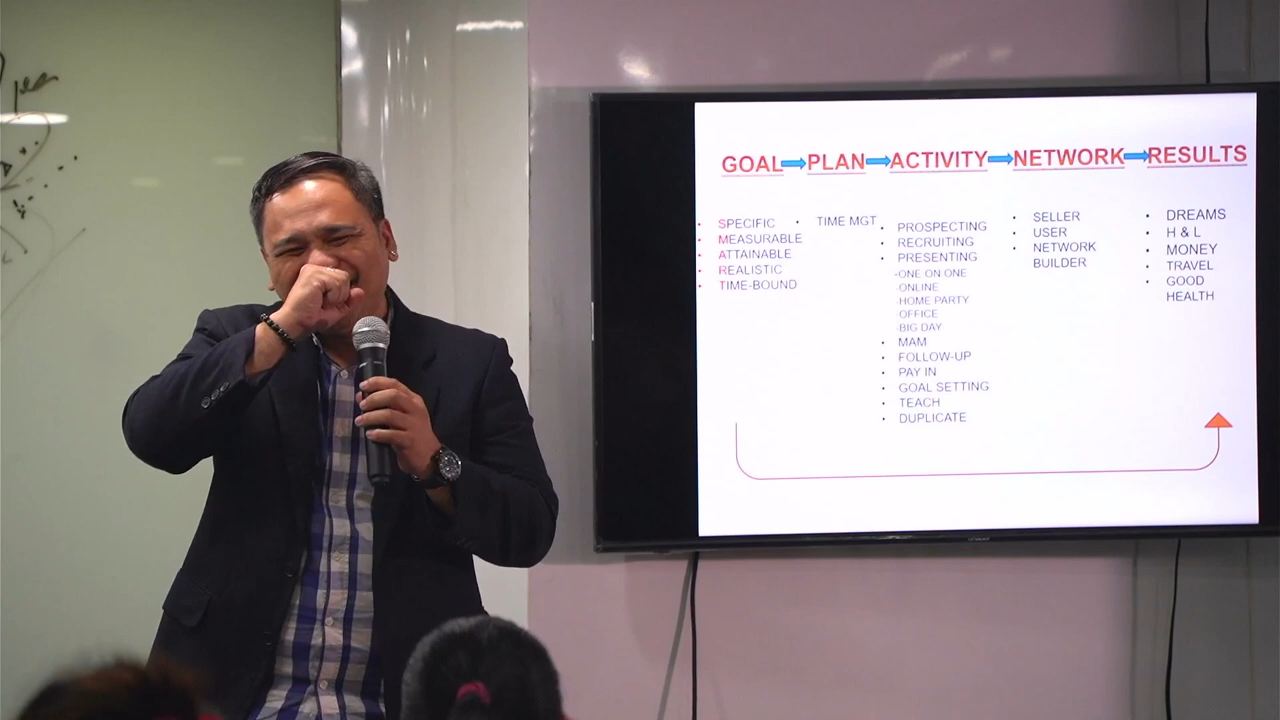 GOAL PLAN ACTIVITY NETWORK RESULTS
• SPECIFIC
• MEASURABLE
• ATTAINABLE
• REALISTIC
• TIME-BOUND
• TIME MGT
• PROSPECTING
• RECRUITING
• PRESENTING
-ONE ON ONE
-ONLINE
-HOME PARTY
OFFICE
-BIG DAY
• MAM
• FOLLOW-UP
• PAY IN
• GOAL SETTING
• TEACH
• DUPLICATE
• SELLER
• USER
• NETWORK
BUILDER
• DREAMS
• H & L
• MONEY
• TRAVEL
• GOOD
HEALTH